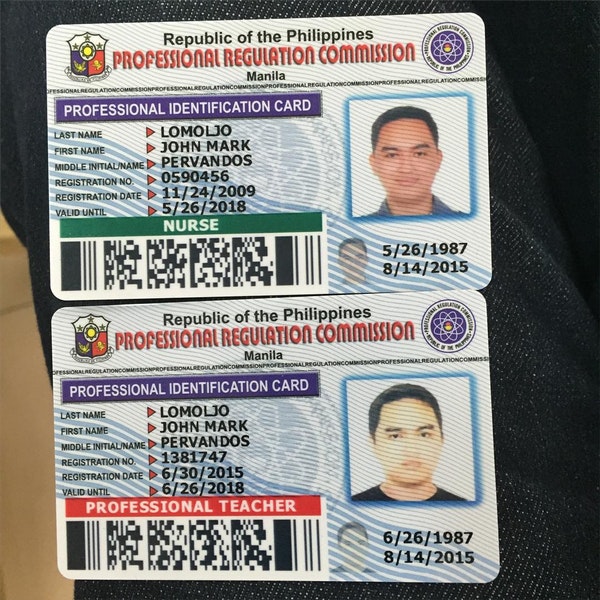 Republic of the Philippines
PROFESSIONAL REGULATION COMMISSION
Manila
PROFESSIONALREGULATIONCOMMISSIONPROFESSIONALREGULATIONCOMM
PROFESSIONAL IDENTIFICATION CARD
LAST NAME LOMOLJO
FIRST NAME JOHN MARK
MIDDLE INITIAL/NAME PERVANDOS
REGISTRATION NO. 0590456
REGISTRATION DATE 11/24/2009
VALID UNTIL 5/26/2018
NURSE
5/26/1987
8/14/2015
Republic of the Philippines
PROFESSIONAL REGULATION COMMISSION
Manila
PROFESSIONAL IDENTIFICATION CARD
LAST NAME LOMOLJO
FIRST NAME JOHN MARK
MIDDLE INITIAL/NAME PERVANDOS
REGISTRATION NO. 1381747
REGISTRATION DATE 6/30/2015
VALID UNTIL 6/26/2018
PROFESSIONAL TEACHER
6/26/1987
8/14/2015